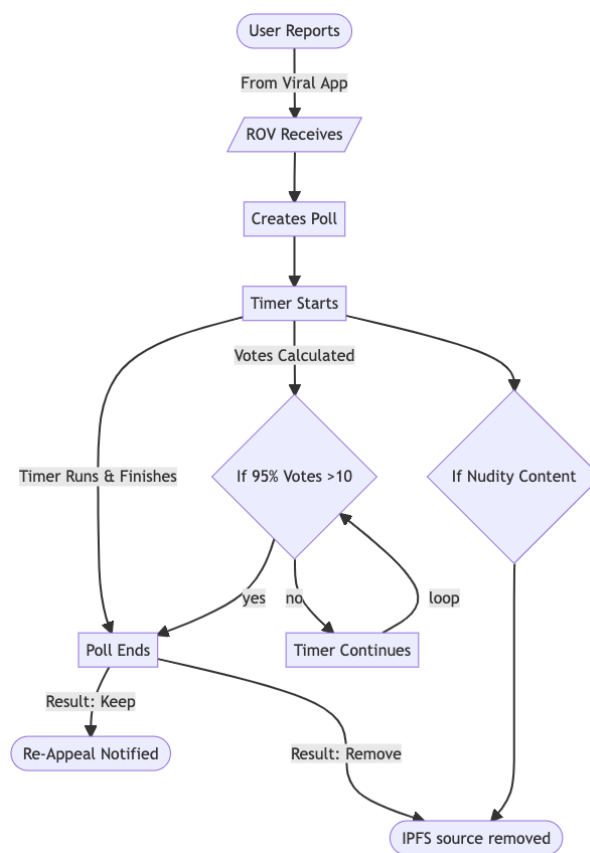 User Reports
From Viral App
ROV Receives
Creates Poll
Timer Starts
Votes Calculated
Timer Runs & Finishes
If 95% Votes >10
If Nudity Content
yes
no
loop
Poll Ends
Timer Continues
Result: Keep
Re-Appeal Notified
Result: Remove
IPFS source removed